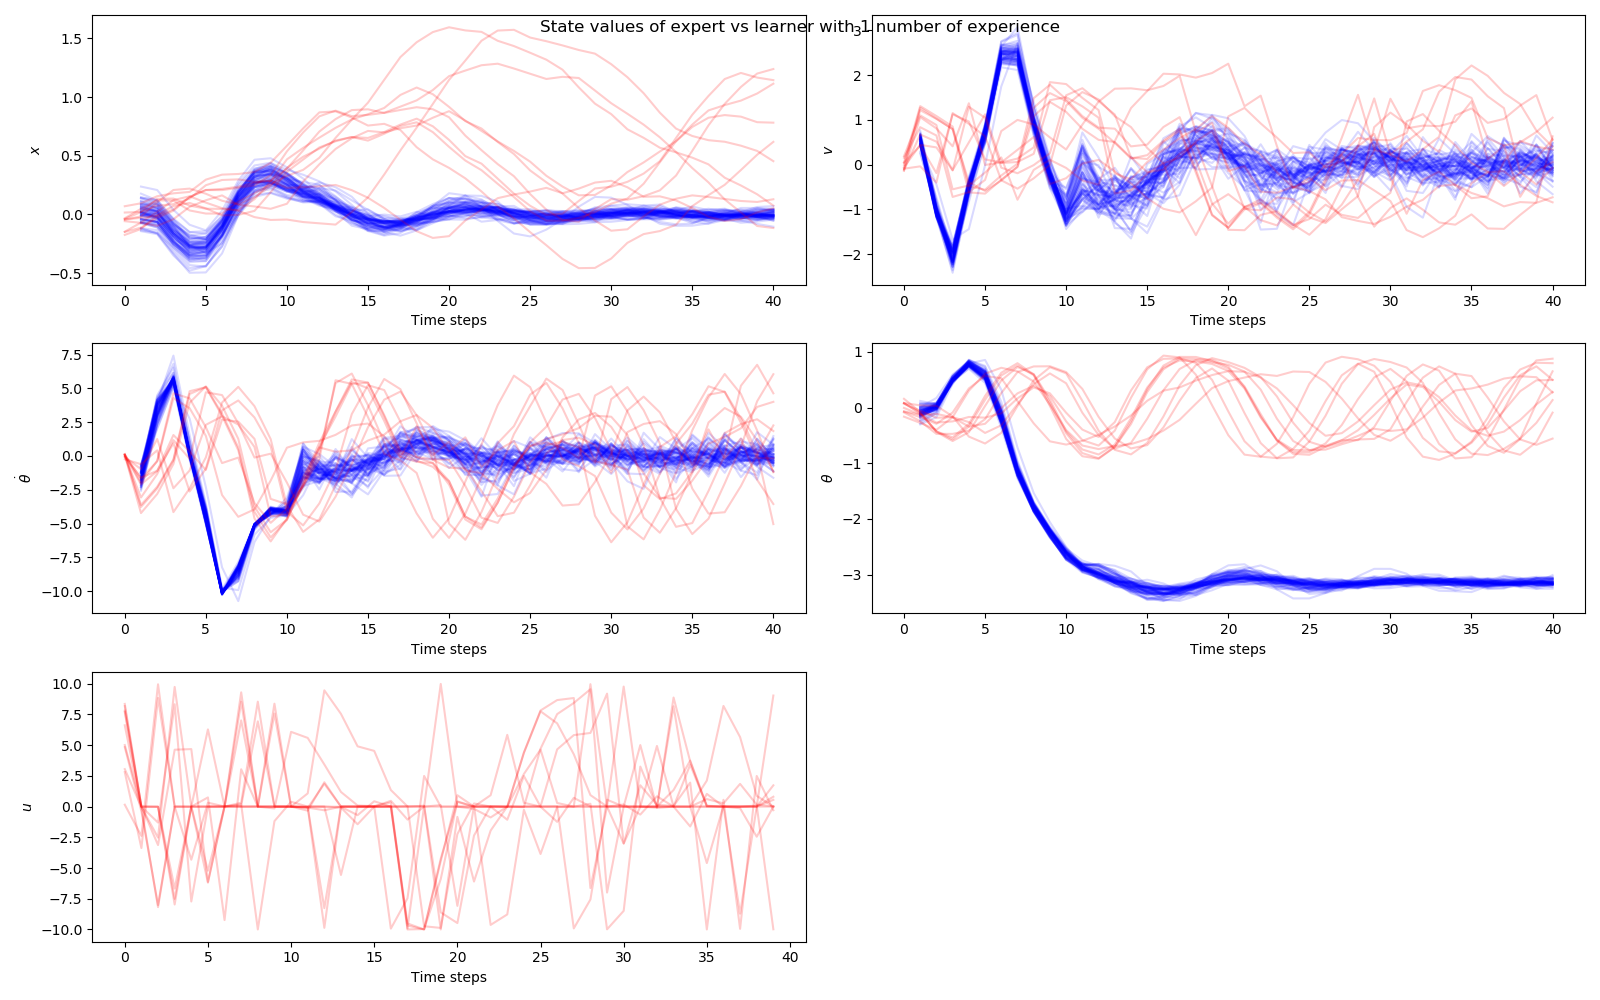 State values of expert vs learner with 1 number of experience
1.5
1.0
0.5
0.0
−0.5
x
0 5 10 15 20 25 30 35 40
Time steps
3
2
1
0
−1
−2
v
0 5 10 15 20 25 30 35 40
Time steps
7.5
5.0
2.5
0.0
−2.5
−5.0
−7.5
−10.0
θ̇
0 5 10 15 20 25 30 35 40
Time steps
1
0
−1
−2
−3
θ
0 5 10 15 20 25 30 35 40
Time steps
10.0
7.5
5.0
2.5
0.0
−2.5
−5.0
−7.5
−10.0
u
0 5 10 15 20 25 30 35 40
Time steps